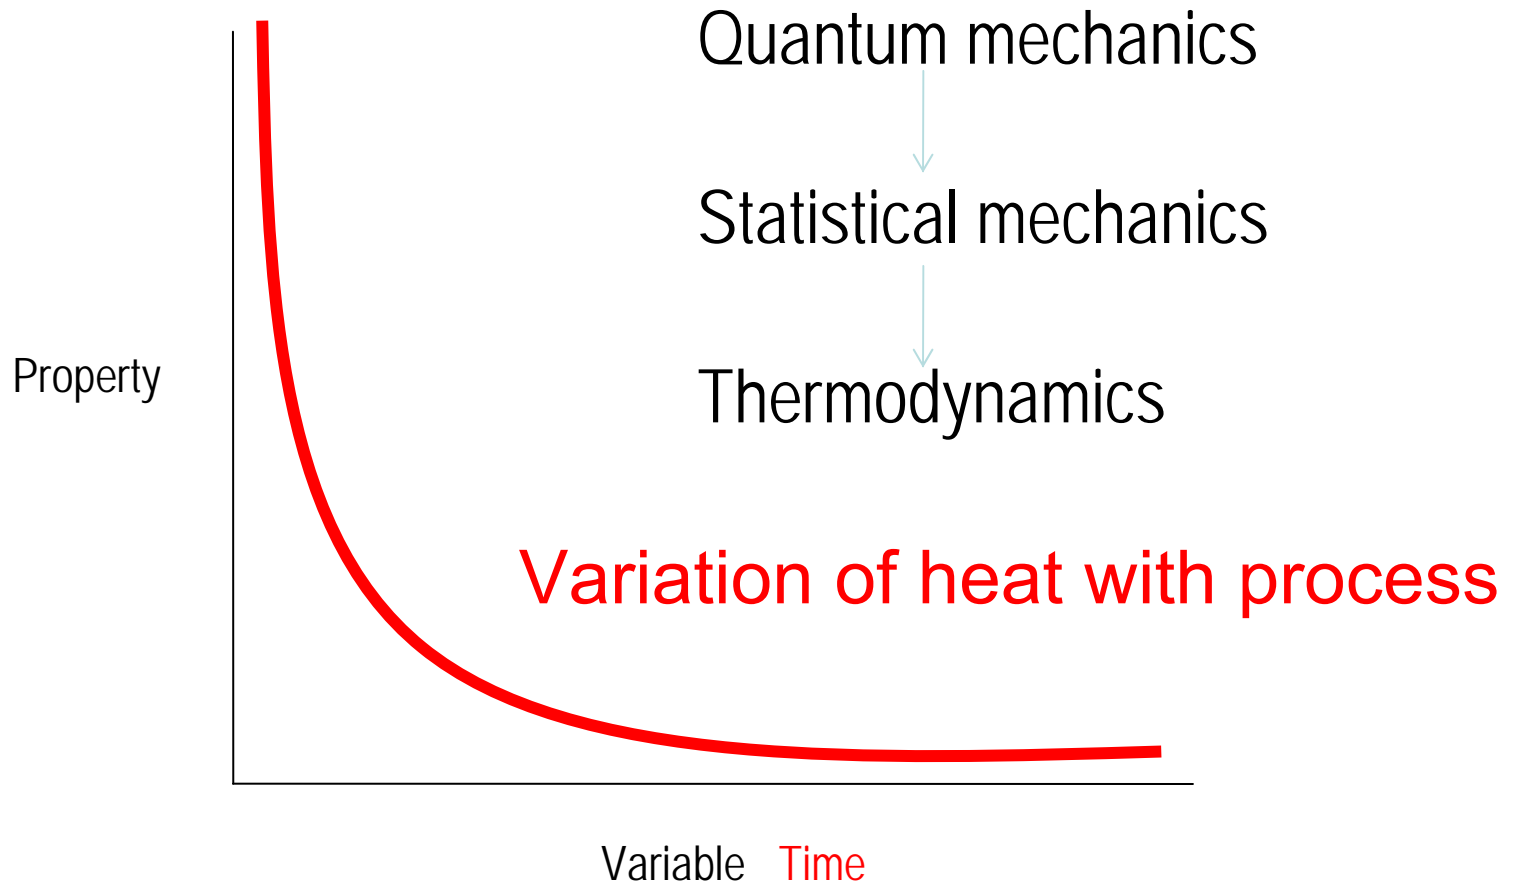 Quantum mechanics
Statistical mechanics
Property
Thermodynamics
Variation of heat with process
Variable Time